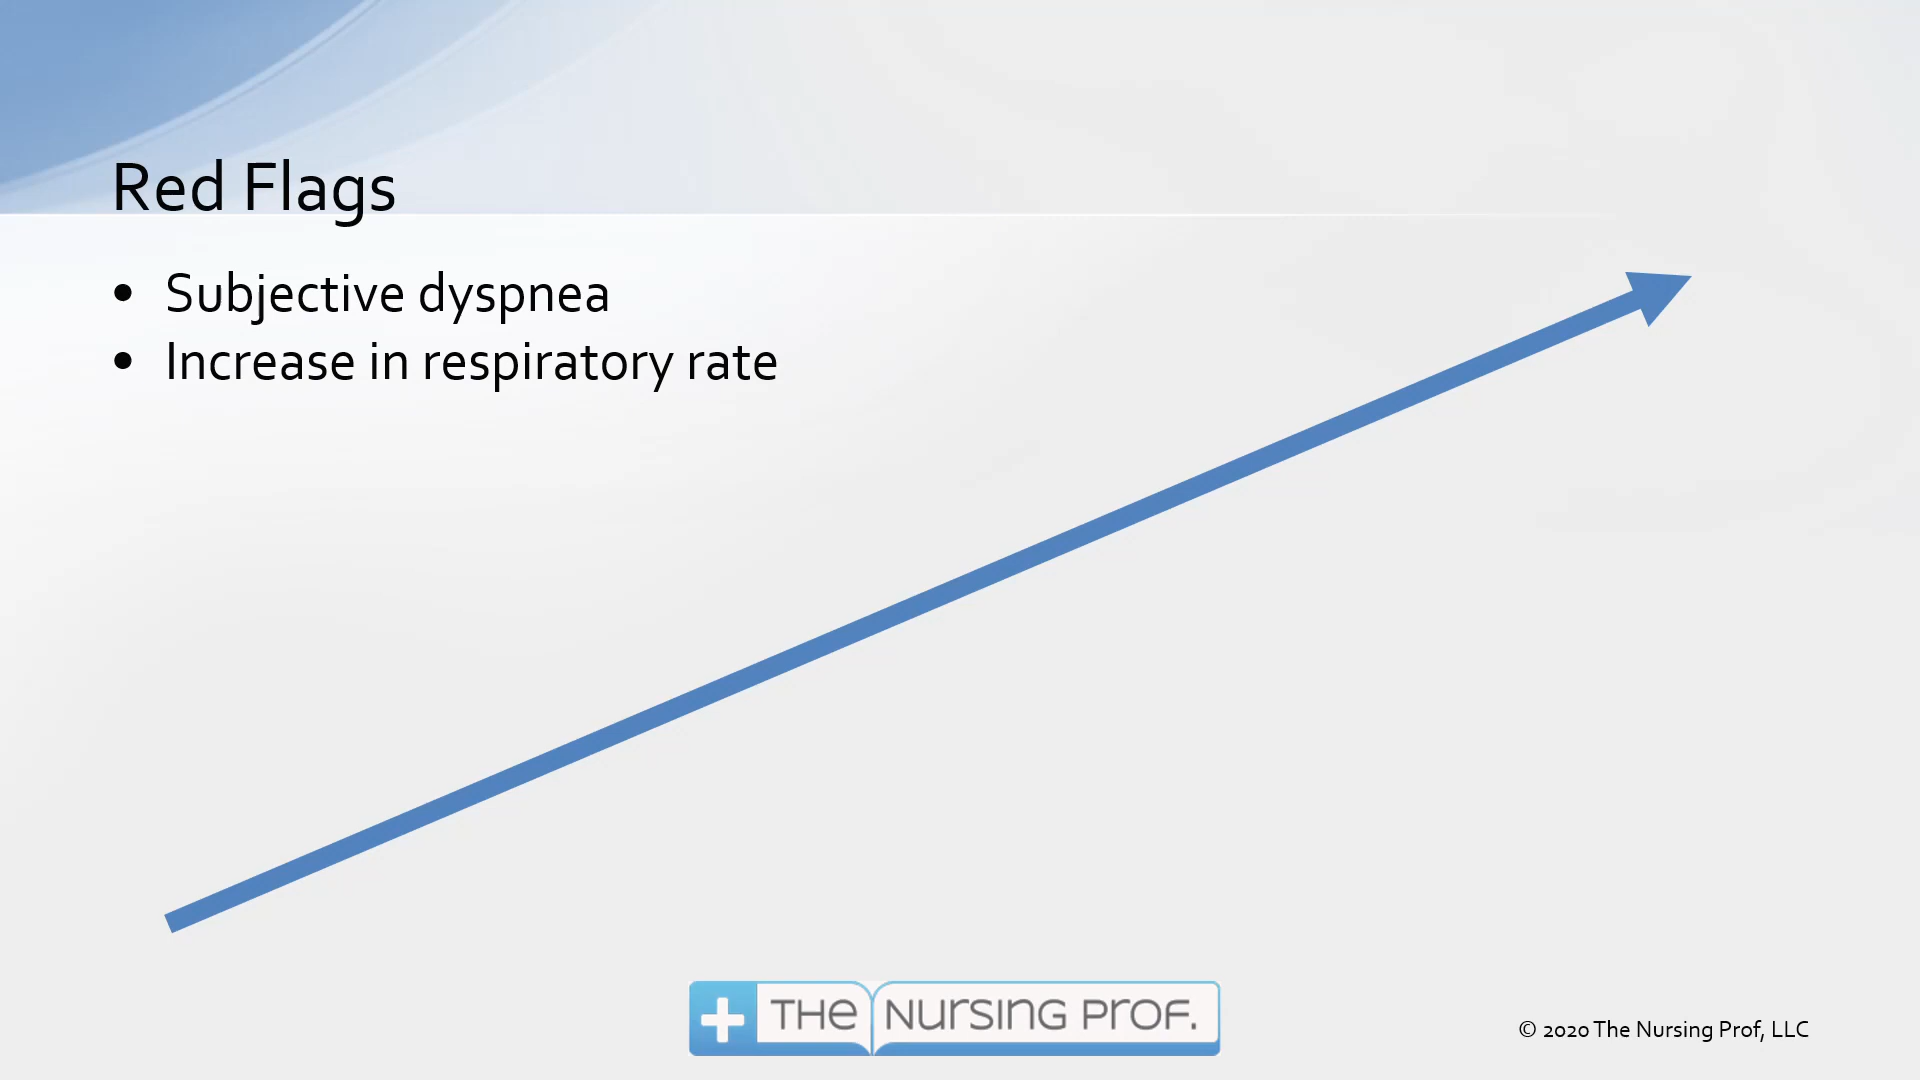 Red Flags
• Subjective dyspnea
• Increase in respiratory rate
THE NURSING PROF.
© 2020 The Nursing Prof, LLC